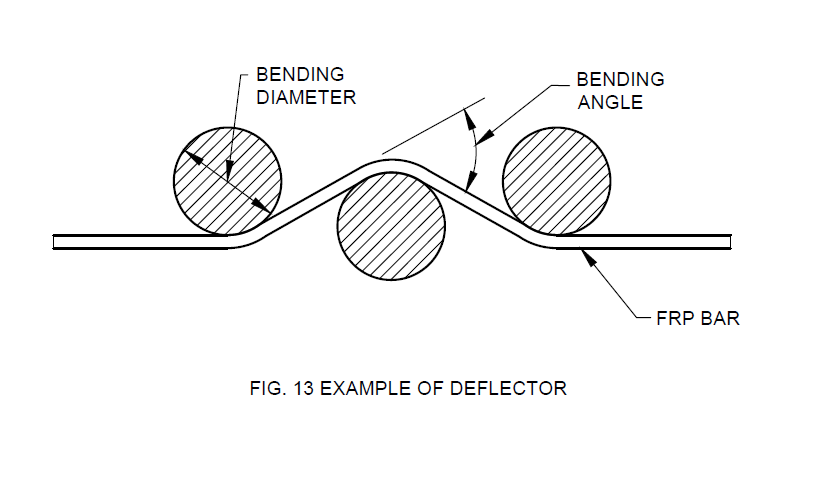 BENDING
DIAMETER
BENDING
ANGLE
FRP BAR
FIG. 13 EXAMPLE OF DEFLECTOR